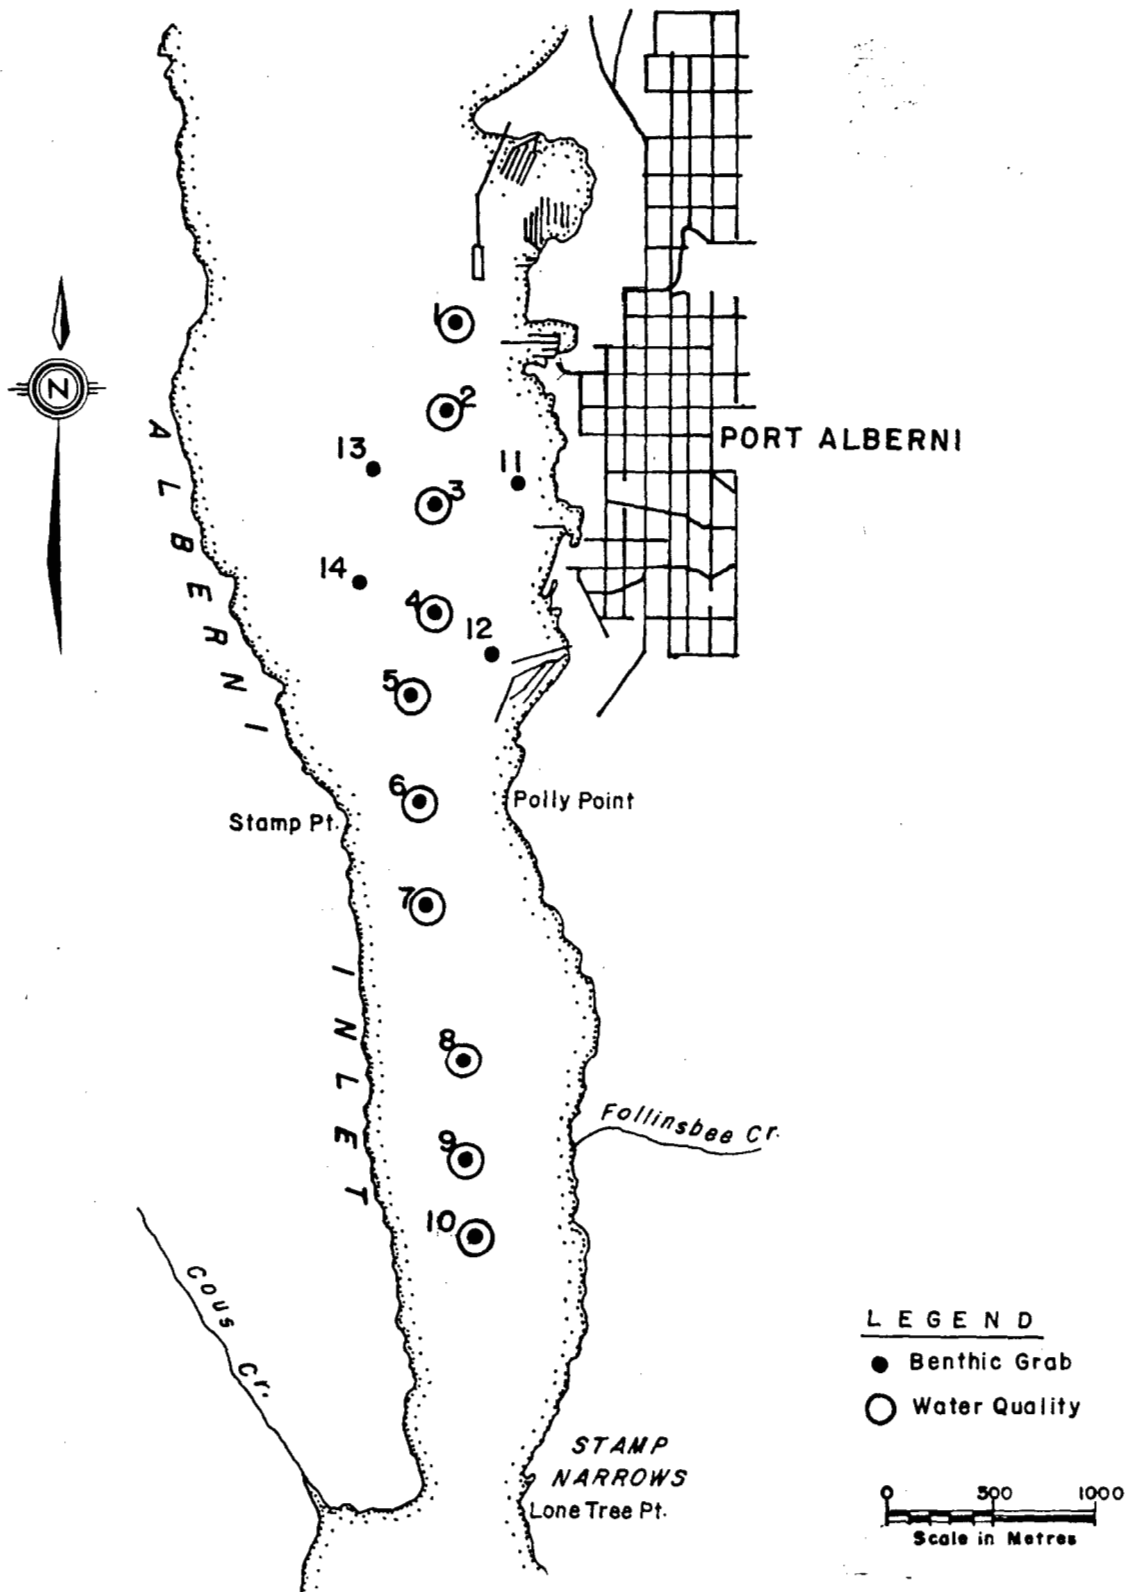 1
2
13
11
3
PORT ALBERNI
14
4
12
5
6
Stamp Pt.
Polly Point
7
8
9
10
N
ALBERNI
INLET
Follinsbee Cr.
Cous Cr.
STAMP
NARROWS
Lone Tree Pt.
LEGEND
Benthic Grab
Water Quality
0 500 1000
Scale in Metres